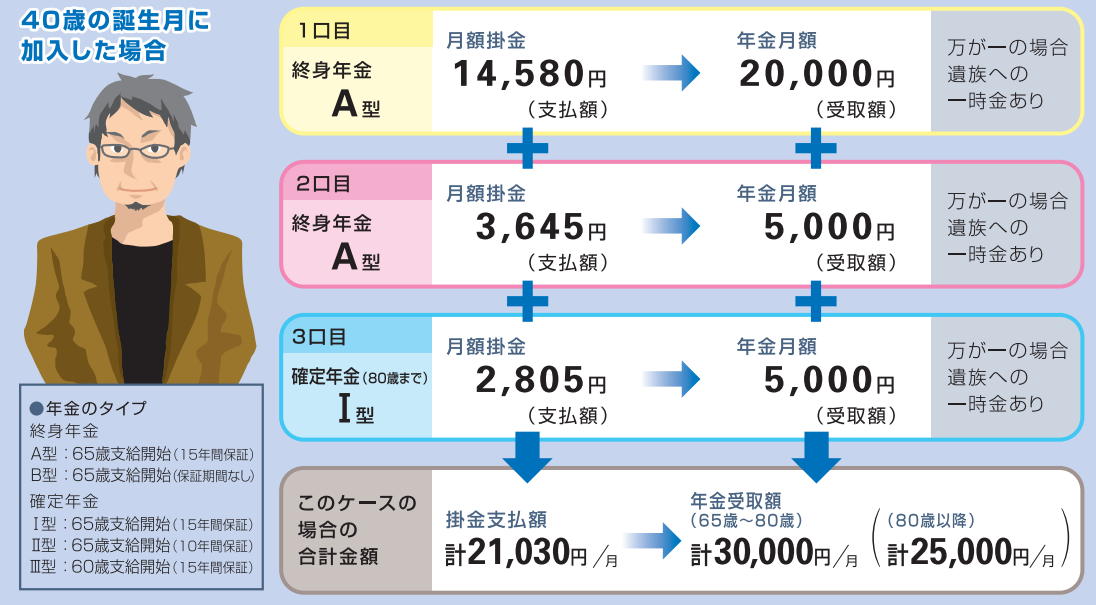 40歳の誕生月に
加入した場合
1口目
終身年金
A型
月額掛金
14,580円
(支払額)
年金月額
20,000円
(受取額)
万が一の場合
遺族への
一時金あり
2口目
終身年金
A型
月額掛金
3,645円
(支払額)
年金月額
5,000円
(受取額)
万が一の場合
遺族への
一時金あり
3口目
確定年金(80歳まで)
I型
月額掛金
2,805円
(支払額)
年金月額
5,000円
(受取額)
万が一の場合
遺族への
一時金あり
●年金のタイプ
終身年金
A型:65歳支給開始(15年間保証)
B型:65歳支給開始(保証期間なし)
確定年金
Ⅰ型:65歳支給開始(15年間保証)
Ⅱ型:65歳支給開始(10年間保証)
Ⅲ型:60歳支給開始(15年間保証)
このケースの
場合の
合計金額
掛金支払額
計21,030円/月
年金受取額
(65歳~80歳)
計30,000円/月
(80歳以降)
計25,000円/月